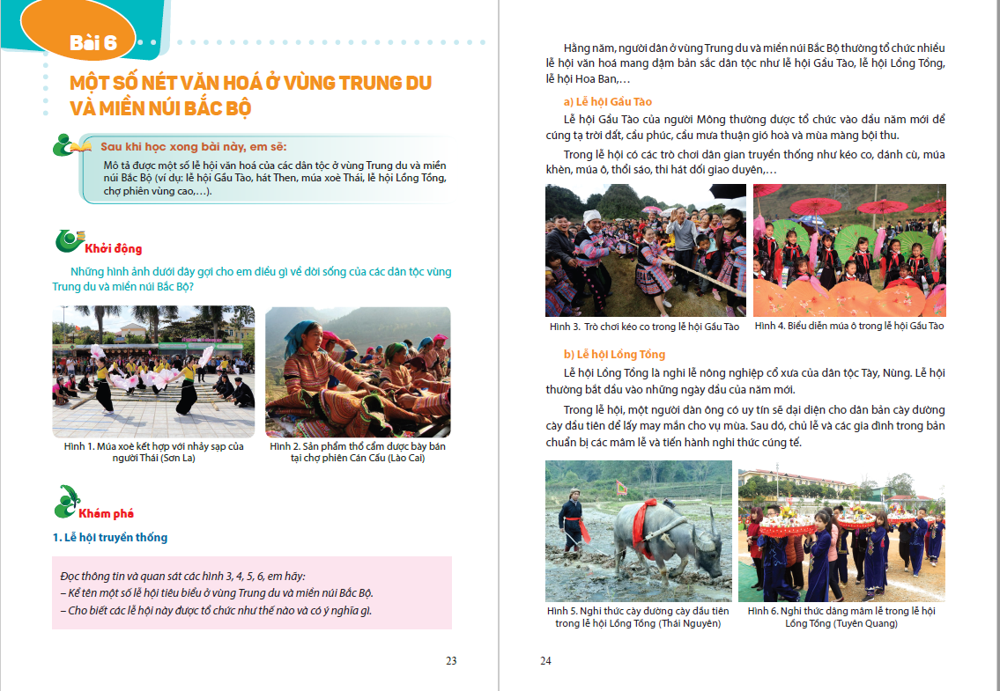 Bài 6
MỘT SỐ NÉT VĂN HOÁ Ở VÙNG TRUNG DU
VÀ MIỀN NÚI BẮC BỘ
Sau khi học xong bài này, em sẽ:
Mô tả được một số lễ hội văn hoá của các dân tộc ở vùng Trung du và miền
núi Bắc Bộ (ví dụ: lễ hội Gầu Tào, hát Then, múa xoè Thái, lễ hội Lồng Tồng,
chợ phiên vùng cao,...).
Khởi động
Những hình ảnh dưới đây gợi cho em điều gì về đời sống của các dân tộc vùng
Trung du và miền núi Bắc Bộ?
Hình 1. Múa xoè kết hợp với nhảy sạp của
người Thái (Sơn La)
Hình 2. Sản phẩm thổ cẩm được bày bán
tại chợ phiên Cán Cấu (Lào Cai)
Khám phá
1. Lễ hội truyền thống
Đọc thông tin và quan sát các hình 3, 4, 5, 6, em hãy:
– Kể tên một số lễ hội tiêu biểu ở vùng Trung du và miền núi Bắc Bộ.
– Cho biết các lễ hội này được tổ chức như thế nào và có ý nghĩa gì.
23
Hằng năm, người dân ở vùng Trung du và miền núi Bắc Bộ thường tổ chức nhiều
lễ hội văn hoá mang đậm bản sắc dân tộc như lễ hội Gầu Tào, lễ hội Lồng Tồng,
lễ hội Hoa Ban,...
a) Lễ hội Gầu Tào
Lễ hội Gầu Tào của người Mông thường được tổ chức vào đầu năm mới để
cúng tạ trời đất, cầu phúc, cầu mưa thuận gió hoà và mùa màng bội thu.
Trong lễ hội có các trò chơi dân gian truyền thống như kéo co, đánh cù, múa
khèn, múa ô, thổi sáo, thi hát đối giao duyên,...
Hình 3. Trò chơi kéo co trong lễ hội Gầu Tào
Hình 4. Biểu diễn múa ô trong lễ hội Gầu Tào
b) Lễ hội Lồng Tồng
Lễ hội Lồng Tồng là nghi lễ nông nghiệp cổ xưa của dân tộc Tày, Nùng. Lễ hội
thường bắt đầu vào những ngày đầu của năm mới.
Trong lễ hội, một người đàn ông có uy tín sẽ đại diện cho dân bản cày đường
cày đầu tiên để lấy may mắn cho vụ mùa. Sau đó, chủ lễ và các gia đình trong bản
chuẩn bị các mâm lễ và tiến hành nghi thức cúng tế.
Hình 5. Nghi thức cày đường cày đầu tiên
trong lễ hội Lồng Tồng (Thái Nguyên)
Hình 6. Nghi thức dâng mâm lễ trong lễ hội
Lồng Tồng (Tuyên Quang)
24